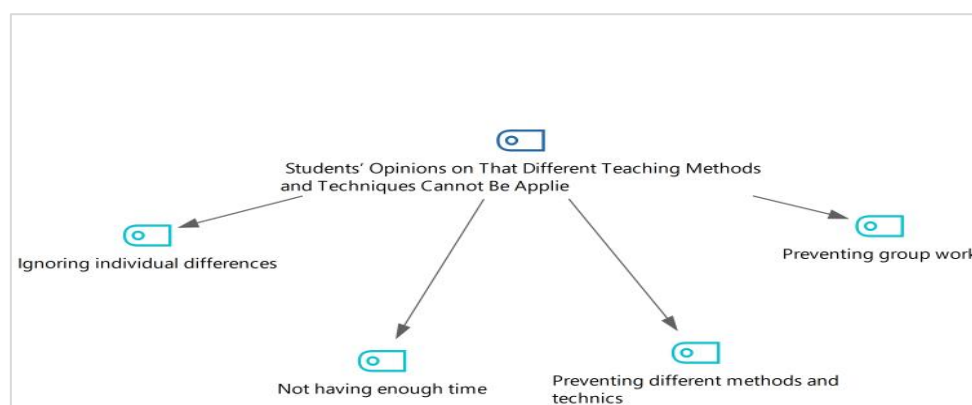 Students' Opinions on That Different Teaching Methods
and Techniques Cannot Be Applie
Ignoring individual differences
Preventing group work
Not having enough time
Preventing different methods and
technics